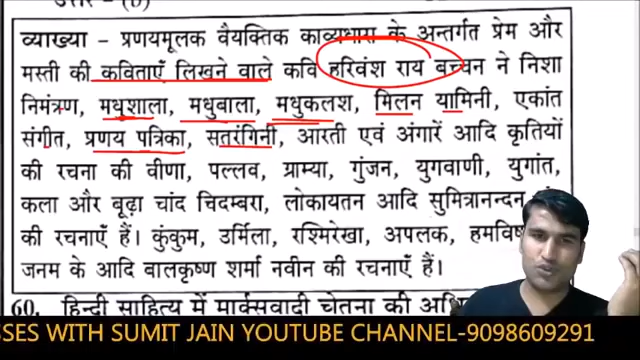 उत्तर –(b)
व्याख्या – प्रणयमूलक वैयक्तिक काव्यधारा के अन्तर्गत प्रेम और
मस्ती की कविताएँ लिखने वाले कवि हरिवंश राय बच्चन ने निशा
निमंत्रण, मधुशाला, मधुबाला, मधुकलश, मिलन यामिनी, एकांत
संगीत, प्रणय पत्रिका, सतरंगिनी, आरती एवं अंगारें आदि कृतियों
की रचना की वीणा, पल्लव, प्राम्या, गुंजन, युगवाणी, युगांत,
कला और बूढ़ा चांद चिदम्बरा, लोकायतन आदि सुमित्रानन्दन
की रचनाएँ हैं। कुंकुम, उर्मिला, रश्मिरेखा, अपलक, हमविष
जनम के आदि बालकृष्ण शर्मा नवीन की रचनाएँ हैं।
60. हिन्दी साहित्य में मार्क्सवादी चेतना की
SSES WITH SUMIT JAIN YOUTUBE CHANNEL-9098609291